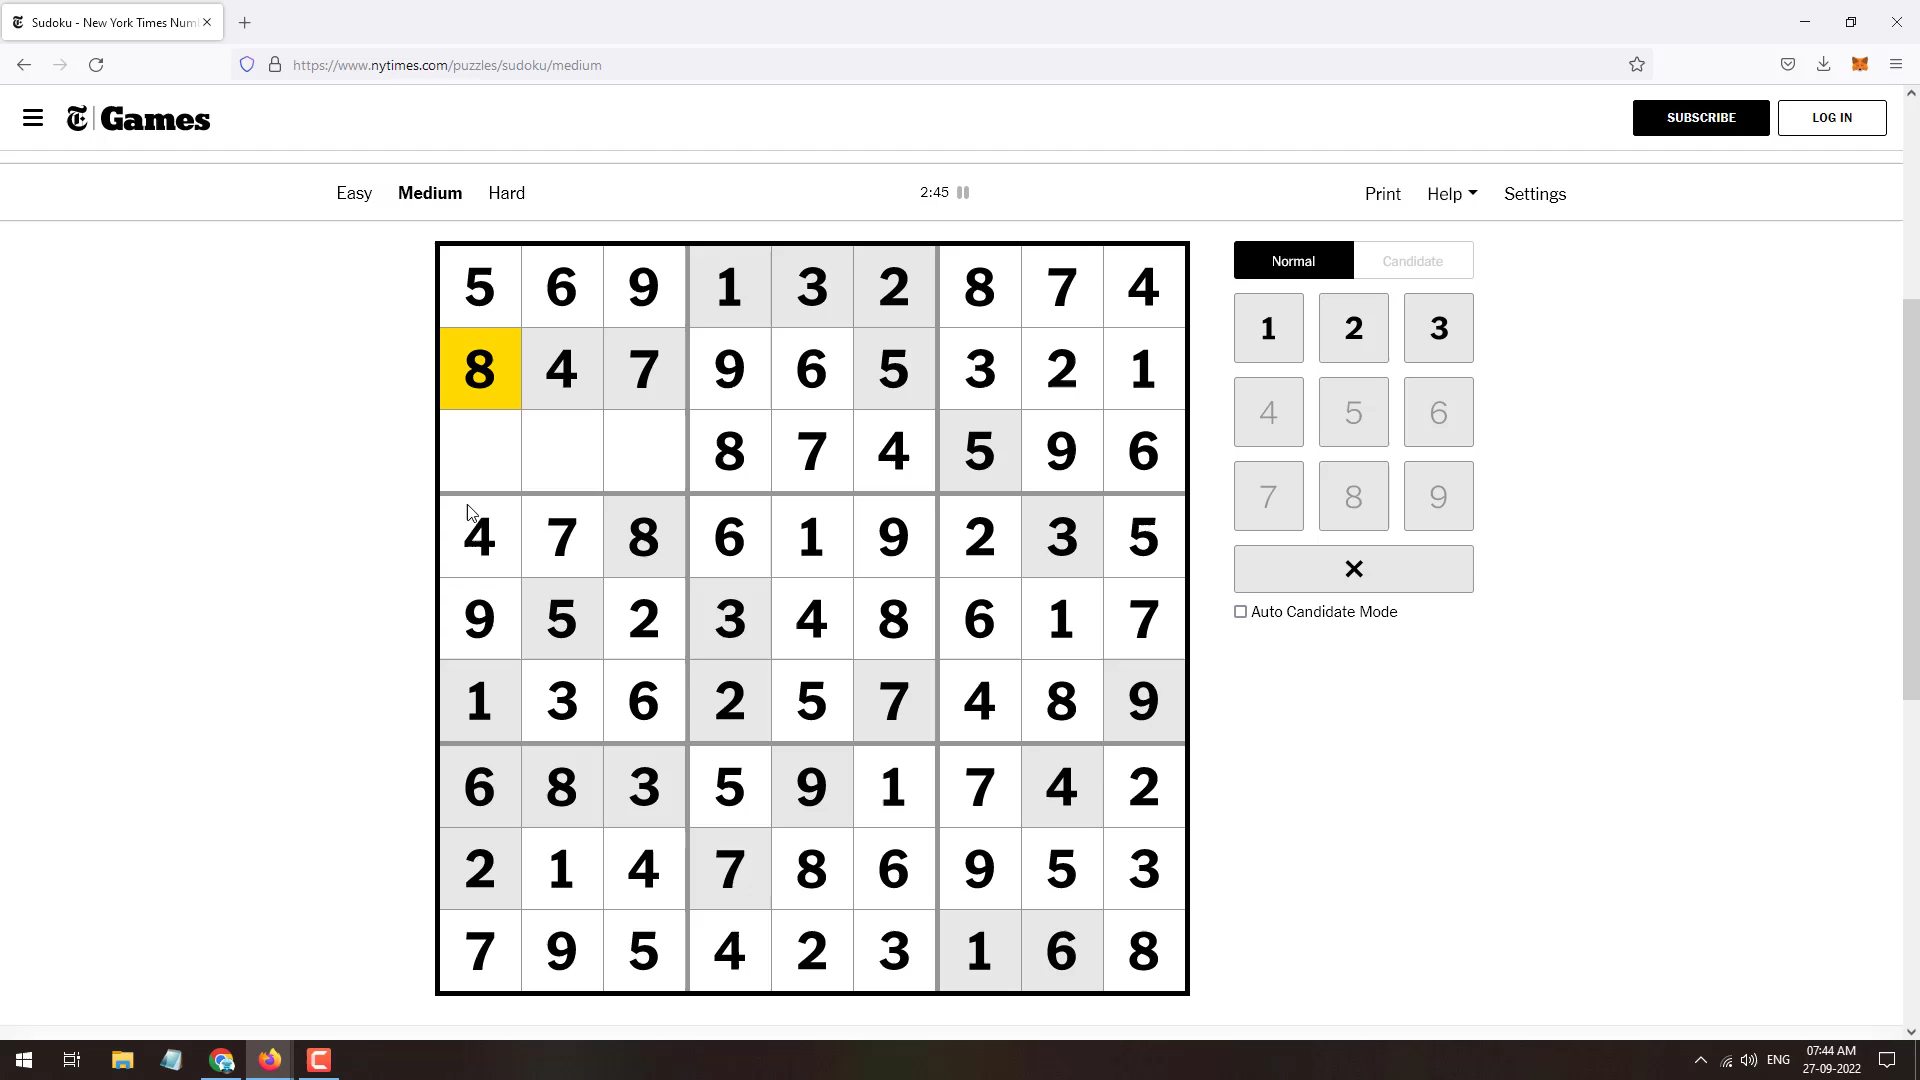 Sudoku - New York Times Num
https://www.nytimes.com/puzzles/sudoku/medium
Games
SUBSCRIBE
LOG IN
Easy Medium Hard 2:45 Print Help Settings
Normal Candidate
5 6 9 1 3 2 8 7 4
8 4 7 9 6 5 3 2 1
8 7 4 5 9 6
4 7 8 6 1 9 2 3 5
9 5 2 3 4 8 6 1 7
1 3 6 2 5 7 4 8 9
6 8 3 5 9 1 7 4 2
2 1 4 7 8 6 9 5 3
7 9 5 4 2 3 1 6 8
1 2 3
4 5 6
7 8 9
Auto Candidate Mode
ENG
07:44 AM
27-09-2022